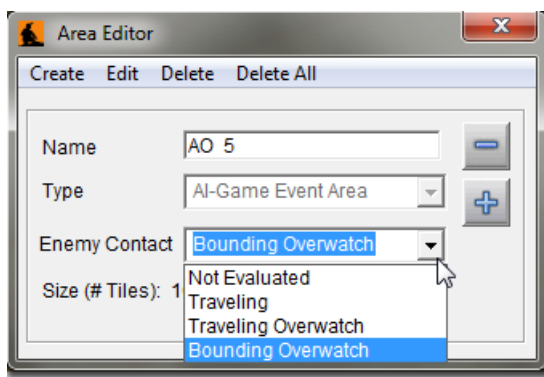 Area Editor
Create Edit Delete Delete All
Name AO 5
Type AI-Game Event Area
Enemy Contact Bounding Overwatch
Not Evaluated
Size (# Tiles): 1
Traveling
Traveling Overwatch
Bounding Overwatch